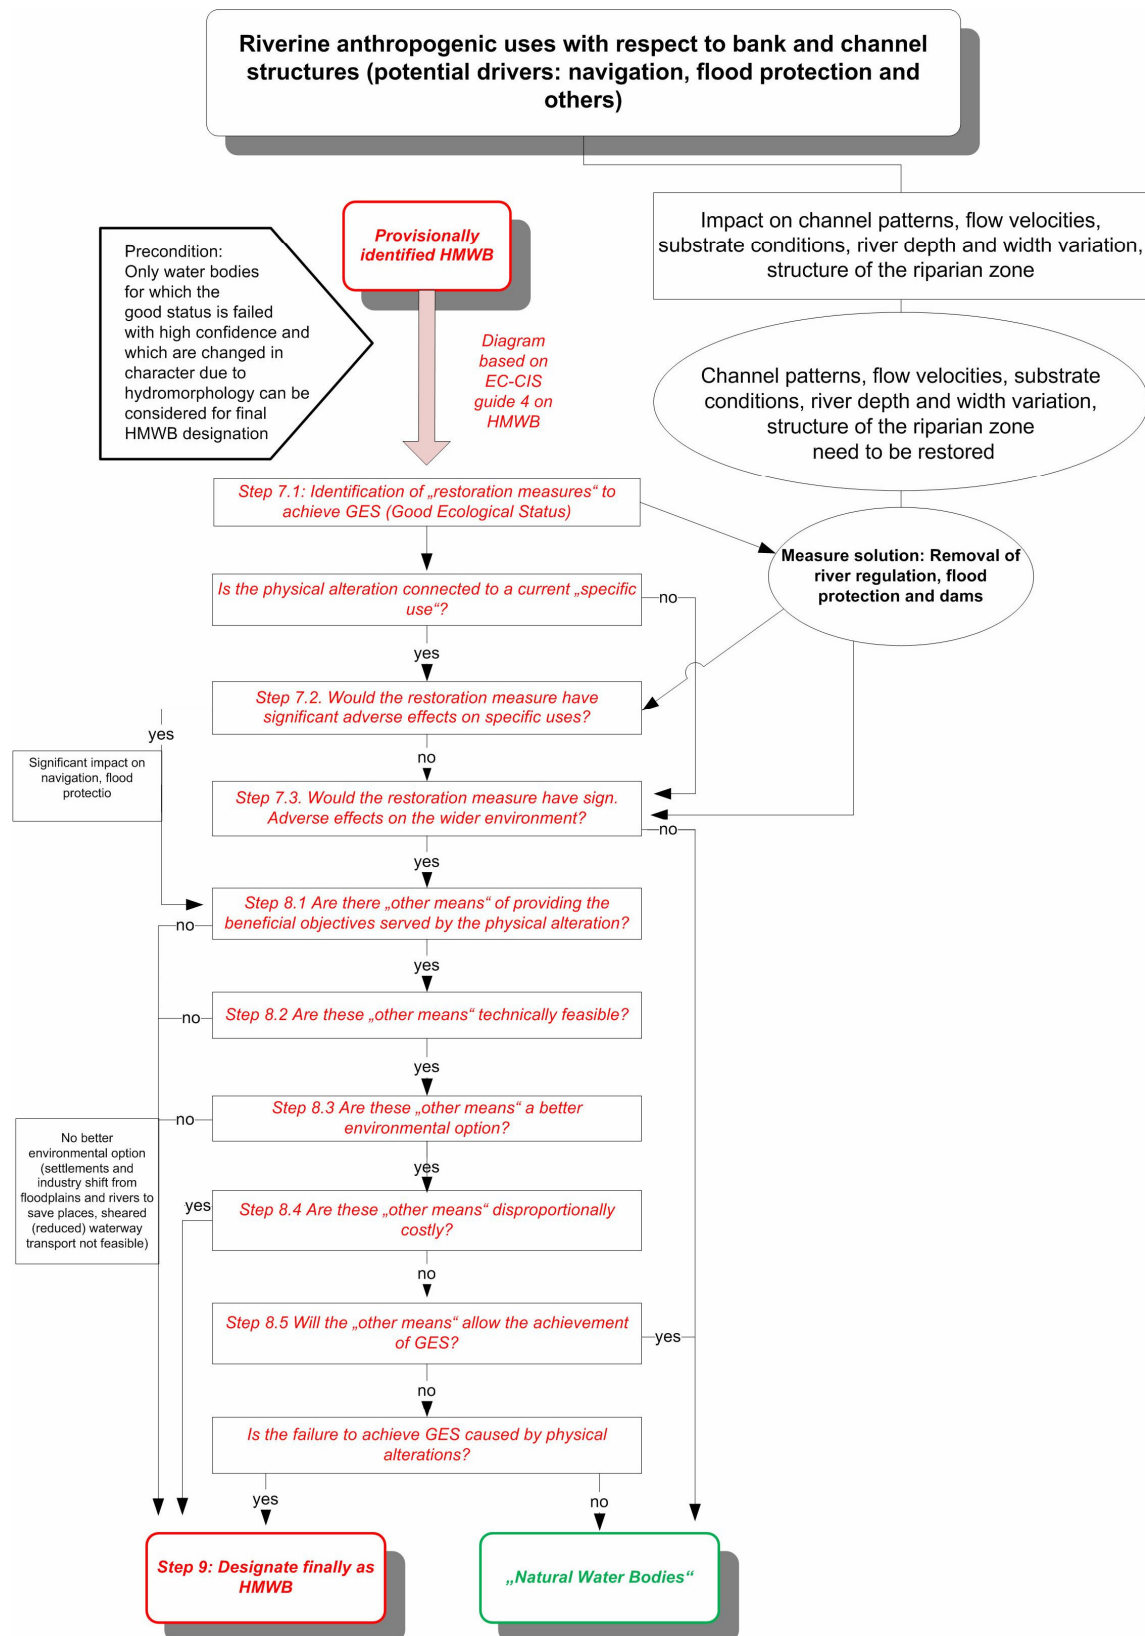 Riverine anthropogenic uses with respect to bank and channel
structures (potential drivers: navigation, flood protection and
others)
Impact on channel patterns, flow velocities,
substrate conditions, river depth and width variation,
structure of the riparian zone
Provisionally
identified HMWB
Precondition:
Only water bodies
for which the
good status is failed
with high confidence and
which are changed in
character due to
hydromorphology can be
considered for final
HMWB designation
Diagram
based on
EC-CIS
guide 4 on
HMWB
Channel patterns, flow velocities, substrate
conditions, river depth and width variation,
structure of the riparian zone
need to be restored
Step 7.1: Identification of „restoration measures“ to
achieve GES (Good Ecological Status)
Measure solution: Removal of
river regulation, flood
protection and dams
Is the physical alteration connected to a current „specific
use“?
no
yes
Step 7.2. Would the restoration measure have
significant adverse effects on specific uses?
yes
no
Significant impact on
navigation, flood
protectio
Step 7.3. Would the restoration measure have sign.
Adverse effects on the wider environment?
no
yes
Step 8.1 Are there „other means“ of providing the
beneficial objectives served by the physical alteration?
no
yes
Step 8.2 Are these „other means“ technically feasible?
no
yes
Step 8.3 Are these „other means“ a better
environmental option?
no
No better
environmental option
(settlements and
industry shift from
floodplains and rivers to
save places, sheared
(reduced) waterway
transport not feasible)
yes
Step 8.4 Are these „other means“ disproportionally
costly?
yes
no
Step 8.5 Will the „other means“ allow the achievement
of GES?
yes
no
Is the failure to achieve GES caused by physical
alterations?
yes
no
Step 9: Designate finally as
HMWB
„Natural Water Bodies“